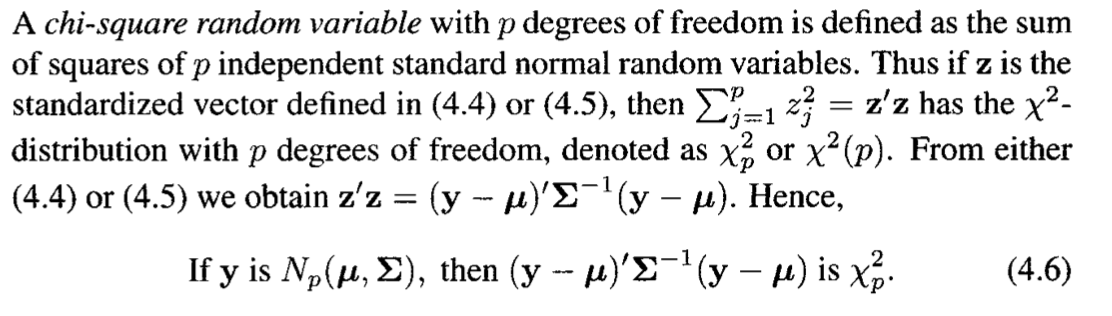 A chi-square random variable with p degrees of freedom is defined as the sum
of squares of p independent standard normal random variables. Thus if z is the
standardized vector defined in (4.4) or (4.5), then ∑ᵖⱼ₌₁ z²ⱼ = z′z has the χ²-
distribution with p degrees of freedom, denoted as χ²ₚ or χ²(p). From either
(4.4) or (4.5) we obtain z′z = (y − μ)′Σ⁻¹(y − μ). Hence,
If y is Nₚ(μ, Σ), then (y − μ)′Σ⁻¹(y − μ) is χ²ₚ. (4.6)